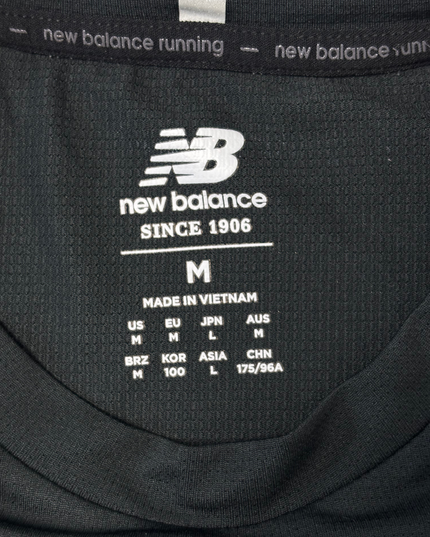 — new balance running — new balance runn
NB
new balance
SINCE 1906
M
MADE IN VIETNAM
US EU JPN AUS
M M L M
BRZ KOR ASIA CHN
M 100 L 175/96A